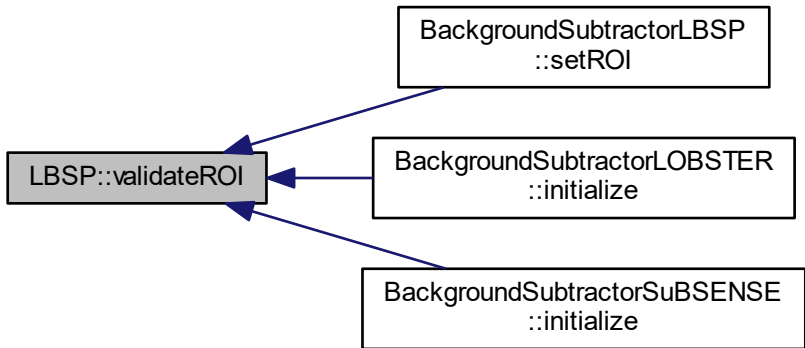 BackgroundSubtractorLBSP
::setROI
LBSP::validateROI
BackgroundSubtractorLOBSTER
::initialize
BackgroundSubtractorSuBSENSE
::initialize